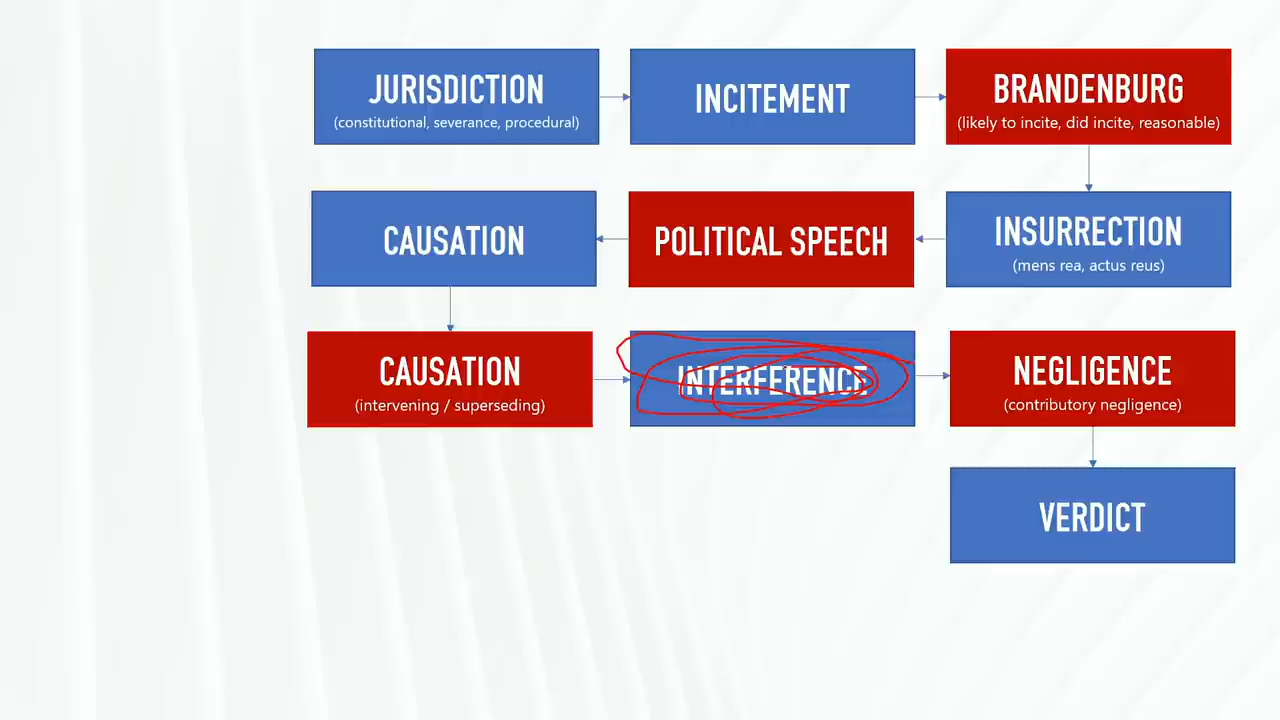 JURISDICTION
(constitutional, severance, procedural)
INCITEMENT
BRANDENBURG
(likely to incite, did incite, reasonable)
INSURRECTION
(mens rea, actus reus)
POLITICAL SPEECH
CAUSATION
CAUSATION
(intervening / superseding)
INTERFERENCE
NEGLIGENCE
(contributory negligence)
VERDICT